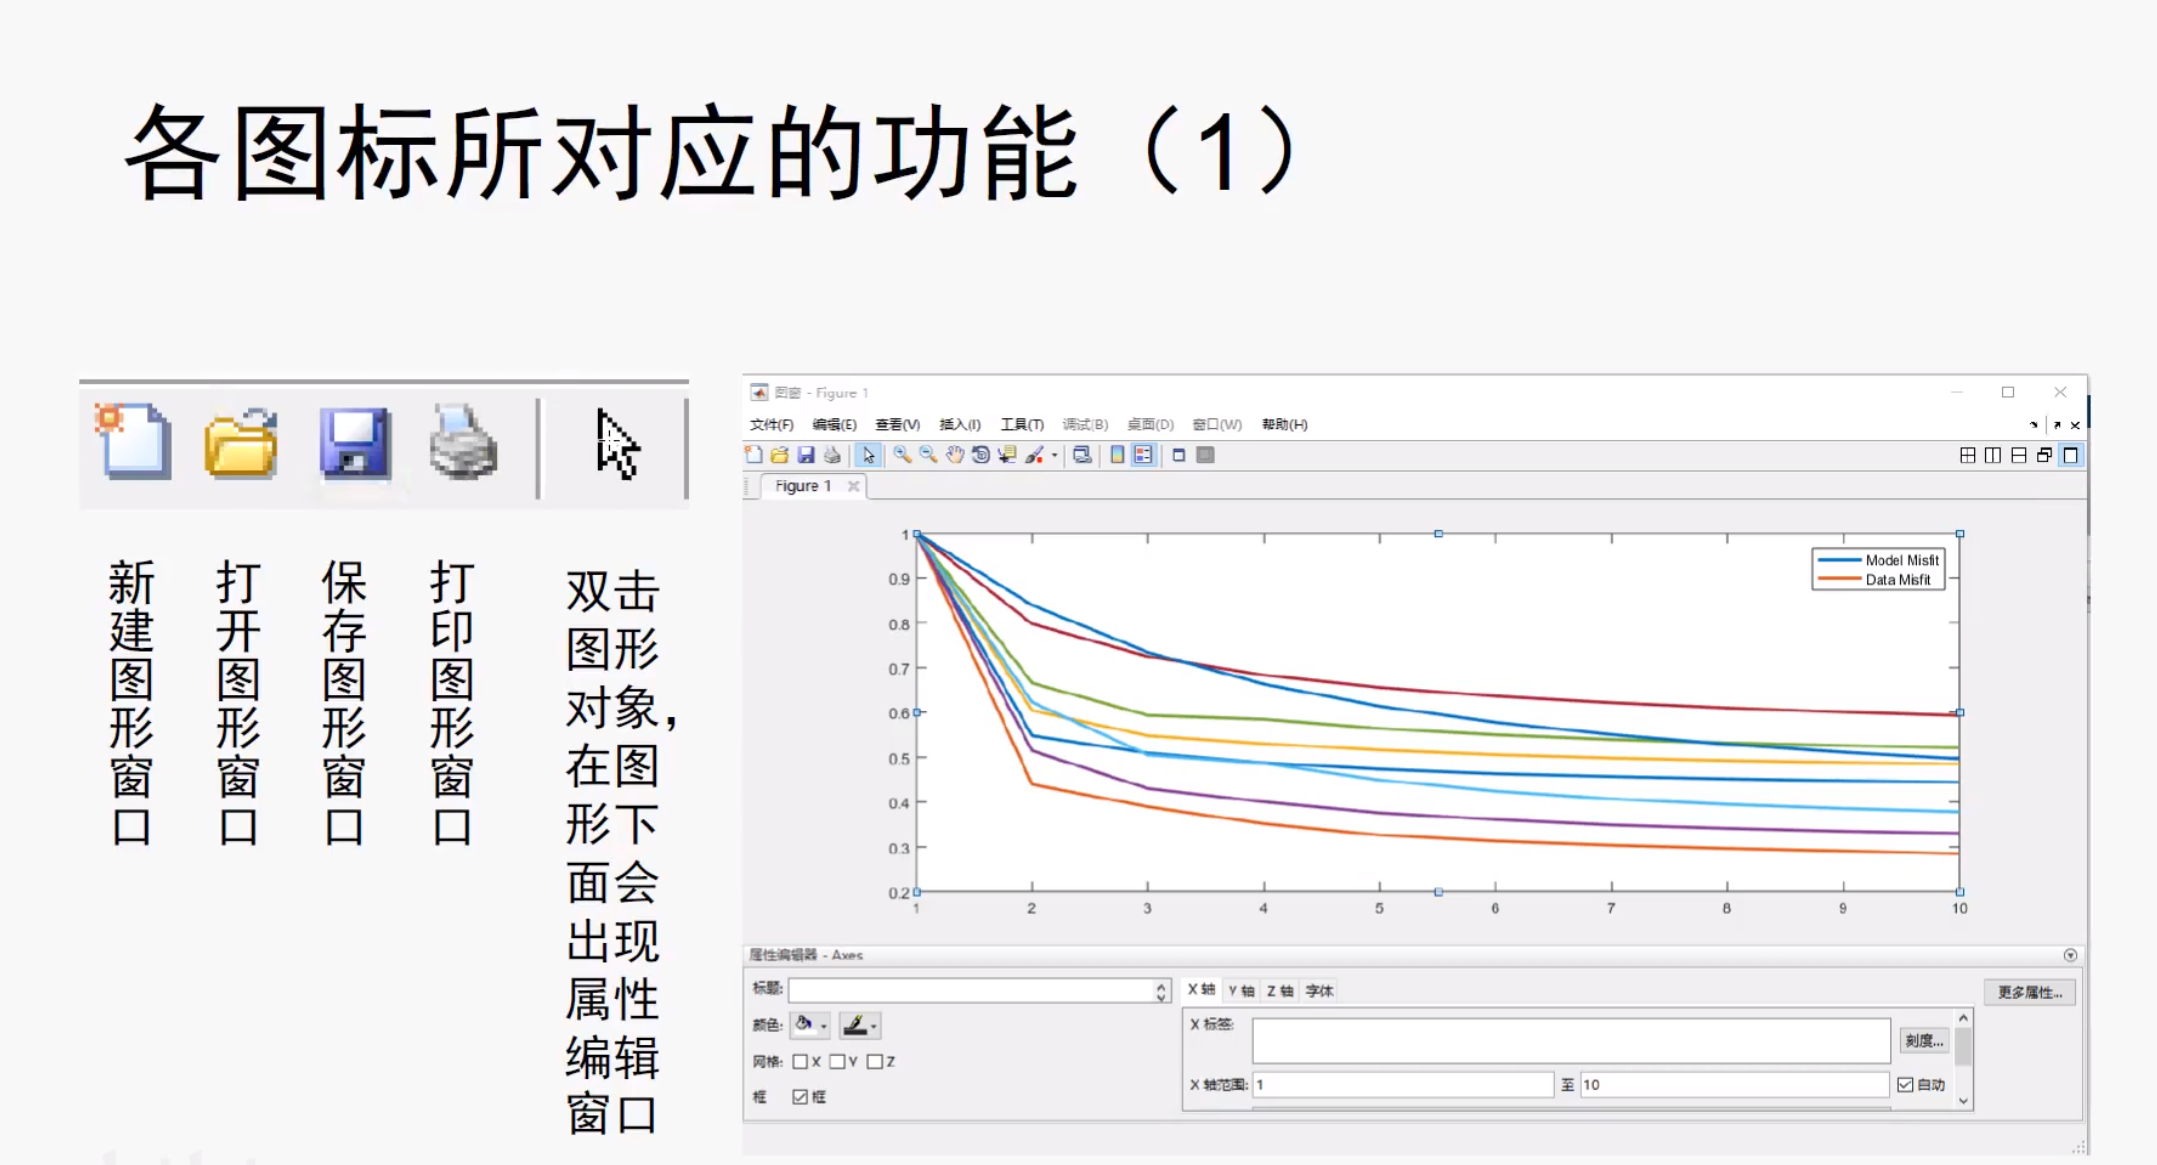 各图标所对应的功能（1）
新建图形窗口
打开图形窗口
保存图形窗口
打印图形窗口
双击
图形
对象，
在图
形下
面会
出现
属性
编辑
窗口
图窗 - Figure 1
文件(F) 编辑(E) 查看(V) 插入(I) 工具(T) 调试(B) 桌面(D) 窗口(W) 帮助(H)
Figure 1
Model Misfit
Data Misfit
1
0.9
0.8
0.7
0.6
0.5
0.4
0.3
0.2
1 2 3 4 5 6 7 8 9 10
属性编辑器 - Axes
标题:
颜色:
网格: X Y Z
框 框
X 轴 Y 轴 Z 轴 字体
X 标签:
刻度...
X 轴范围: 1 至 10 自动
更多属性...